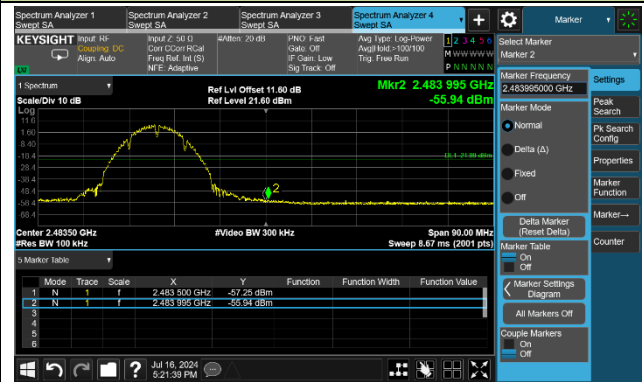 Spectrum Analyzer 1
Swept SA
Spectrum Analyzer 2
Swept SA
Spectrum Analyzer 3
Swept SA
Spectrum Analyzer 4
Swept SA
Marker
KEYSIGHT
Input: RF
Coupling: DC
Align: Auto
Input Z: 50 Ω
Corr CCorr RCal
Freq Ref: Int (S)
NFE: Adaptive
#Atten: 20 dB
PNO: Fast
Gate: Off
IF Gain: Low
Sig Track: Off
Avg Type: Log-Power
Avg|Hold:>100/100
Trig: Free Run
1 2 3 4 5 6
M W W W W W
P N N N N N
LXI
Select Marker
Marker 2
1 Spectrum
Scale/Div 10 dB
Log
Ref Lvl Offset 11.60 dB
Ref Level 21.60 dBm
Mkr2 2.483 995 GHz
-55.94 dBm
11.6
1.60
-8.40
-18.4
-28.4
-38.4
-48.4
-58.4
-68.4
DL1 -21.99 dBm
2
Center 2.48350 GHz
#Res BW 100 kHz
#Video BW 300 kHz
Span 90.00 MHz
Sweep 8.67 ms (2001 pts)
5 Marker Table
Mode Trace Scale X Y Function Function Width Function Value
1 N 1 f 2.483 500 GHz -57.25 dBm
2 N 1 f 2.483 995 GHz -55.94 dBm
3
4
5
6
Marker Frequency
2.483995000 GHz
Marker Mode
Normal
Delta (Δ)
Fixed
Off
Delta Marker
(Reset Delta)
Marker Table
On
Off
Marker Settings
Diagram
All Markers Off
Couple Markers
On
Off
Settings
Peak
Search
Pk Search
Config
Properties
Marker
Function
Marker→
Counter
Jul 16, 2024
5:21:39 PM